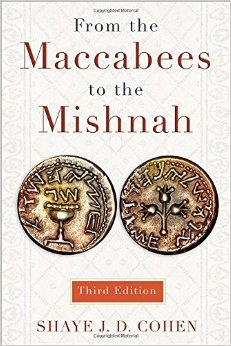 From the
Maccabees
to the
Mishnah
Third Edition
SHAYE J. D. COHEN